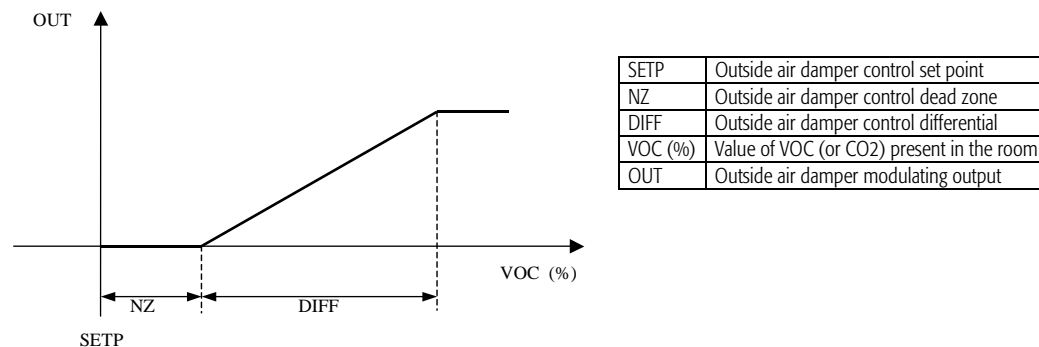 OUT
VOC (%)
NZ
DIFF
SETP
SETP Outside air damper control set point
NZ Outside air damper control dead zone
DIFF Outside air damper control differential
VOC (%) Value of VOC (or CO2) present in the room
OUT Outside air damper modulating output